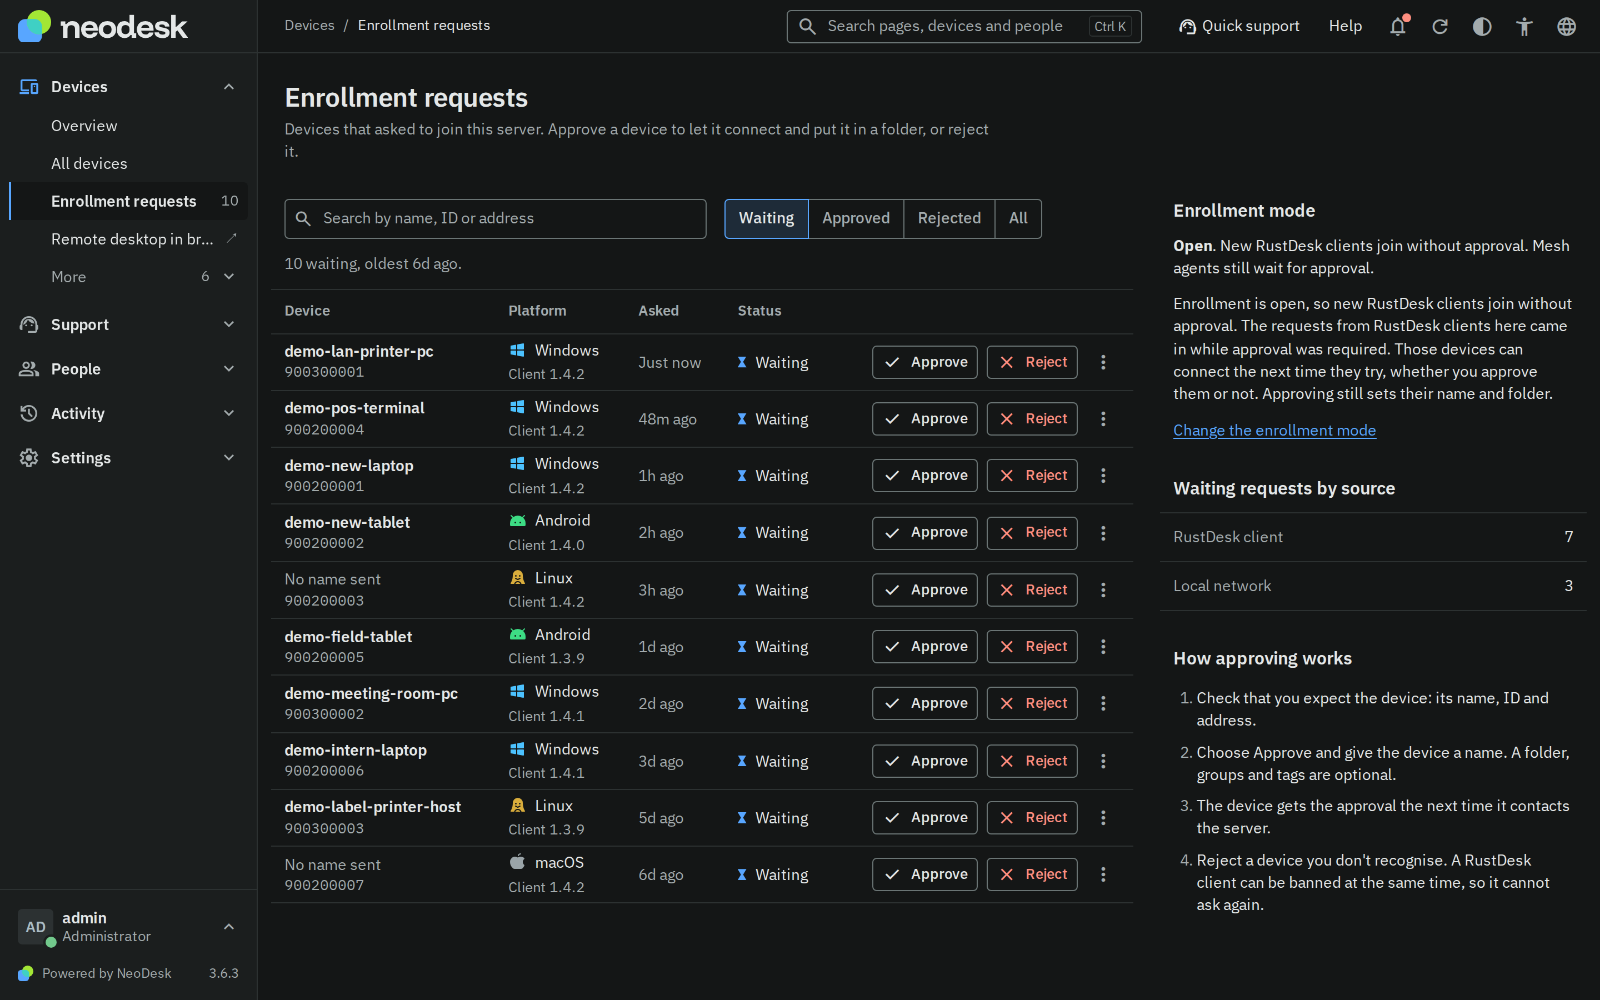 neodesk
Devices / Enrollment requests
Search pages, devices and people Ctrl K
Quick support
Help
Devices
Overview
All devices
Enrollment requests 10
Remote desktop in br...
More 6
Support
People
Activity
Settings
AD
admin
Administrator
Powered by NeoDesk 3.6.3
Enrollment requests
Devices that asked to join this server. Approve a device to let it connect and put it in a folder, or reject
it.
Search by name, ID or address
Waiting Approved Rejected All
10 waiting, oldest 6d ago.
Device Platform Asked Status
demo-lan-printer-pc Windows Just now Waiting Approve Reject
900300001 Client 1.4.2
demo-pos-terminal Windows 48m ago Waiting Approve Reject
900200004 Client 1.4.2
demo-new-laptop Windows 1h ago Waiting Approve Reject
900200001 Client 1.4.2
demo-new-tablet Android 2h ago Waiting Approve Reject
900200002 Client 1.4.0
No name sent Linux 3h ago Waiting Approve Reject
900200003 Client 1.4.2
demo-field-tablet Android 1d ago Waiting Approve Reject
900200005 Client 1.3.9
demo-meeting-room-pc Windows 2d ago Waiting Approve Reject
900300002 Client 1.4.1
demo-intern-laptop Windows 3d ago Waiting Approve Reject
900200006 Client 1.4.1
demo-label-printer-host Linux 5d ago Waiting Approve Reject
900300003 Client 1.3.9
No name sent macOS 6d ago Waiting Approve Reject
900200007 Client 1.4.2
Enrollment mode
Open. New RustDesk clients join without approval. Mesh
agents still wait for approval.
Enrollment is open, so new RustDesk clients join without
approval. The requests from RustDesk clients here came
in while approval was required. Those devices can
connect the next time they try, whether you approve
them or not. Approving still sets their name and folder.
Change the enrollment mode
Waiting requests by source
RustDesk client 7
Local network 3
How approving works
1. Check that you expect the device: its name, ID and
address.
2. Choose Approve and give the device a name. A folder,
groups and tags are optional.
3. The device gets the approval the next time it contacts
the server.
4. Reject a device you don't recognise. A RustDesk
client can be banned at the same time, so it cannot
ask again.